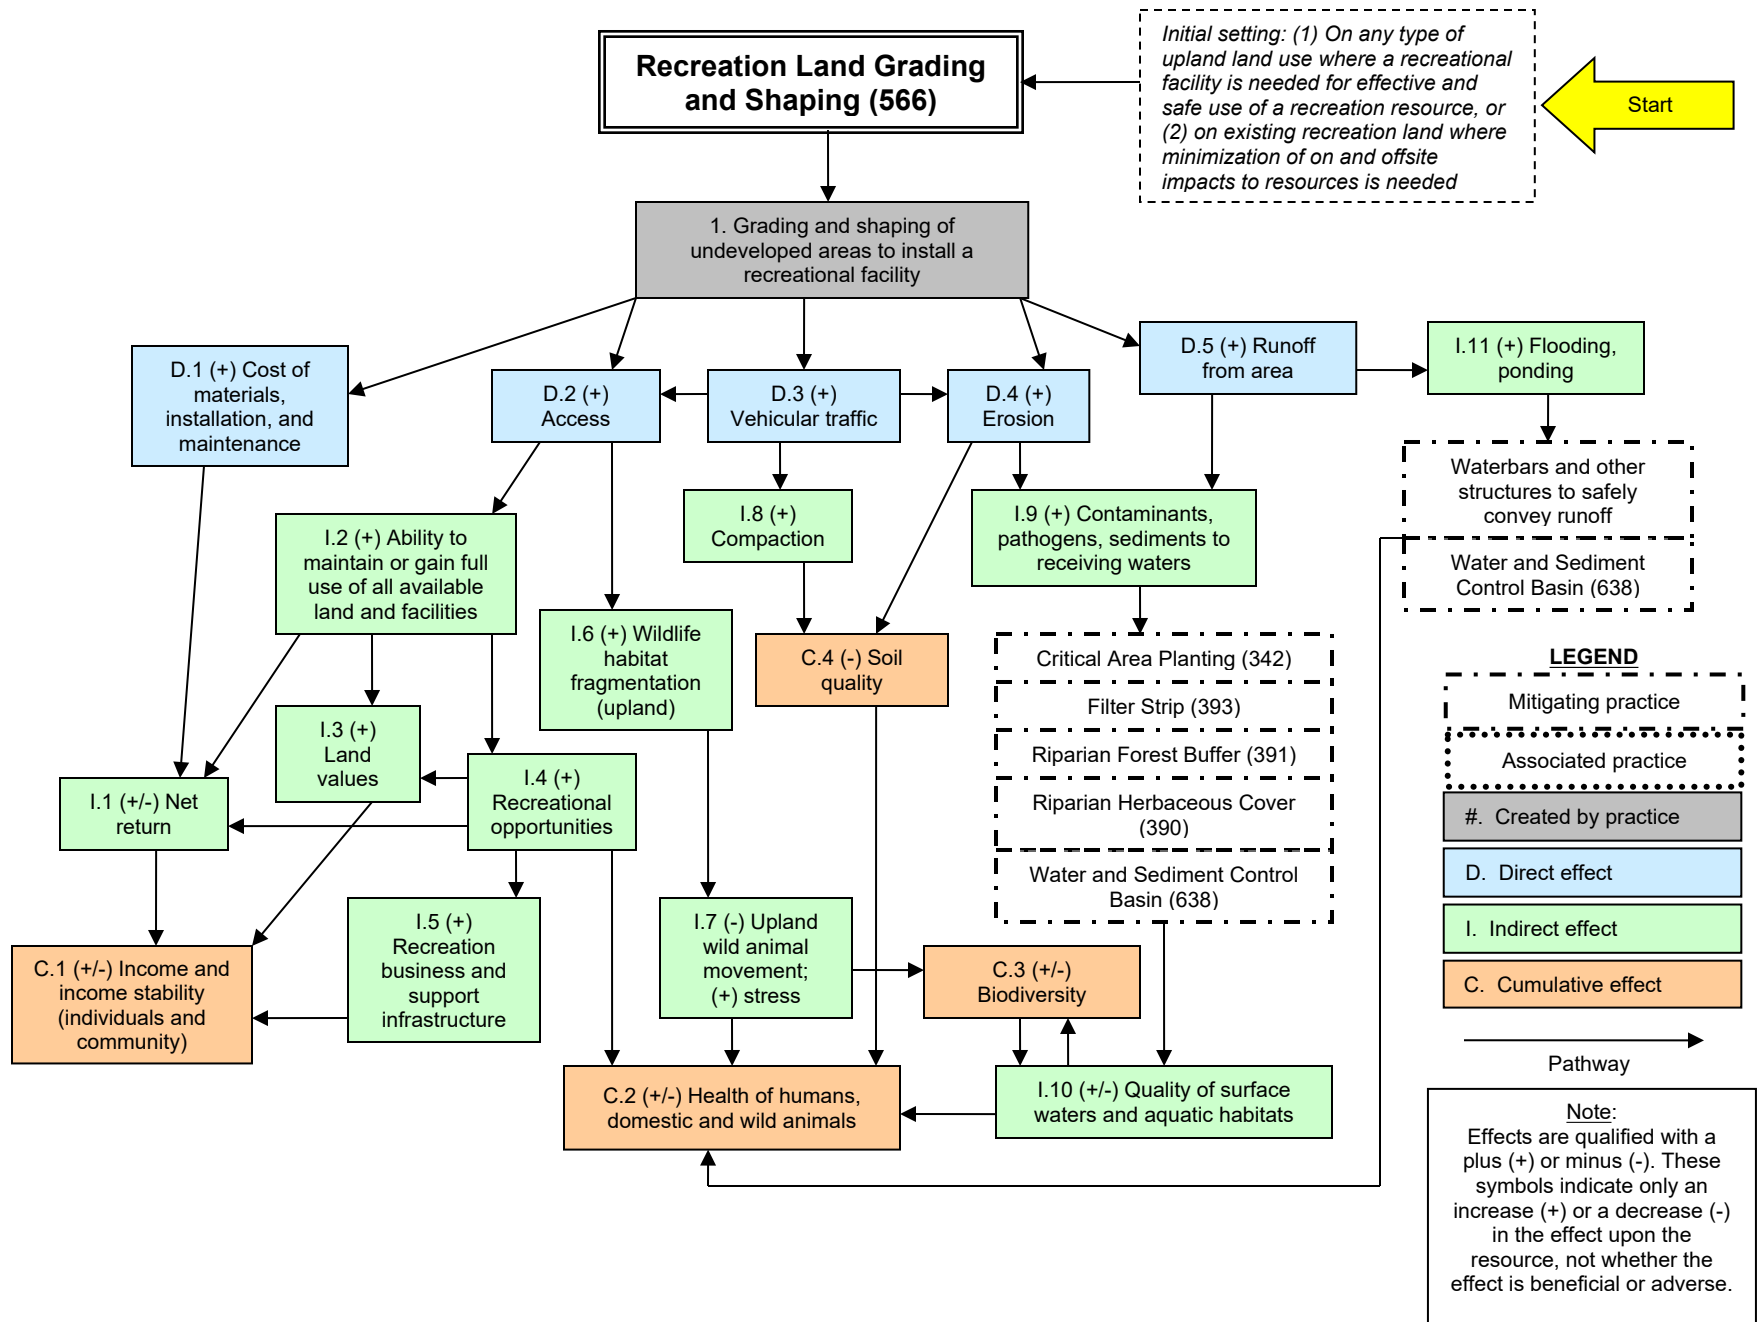 Recreation Land Grading
and Shaping (566)
Initial setting: (1) On any type of
upland land use where a recreational
facility is needed for effective and
safe use of a recreation resource, or
(2) on existing recreation land where
minimization of on and offsite
impacts to resources is needed
Start
1. Grading and shaping of
undeveloped areas to install a
recreational facility
D.1 (+) Cost of
materials,
installation, and
maintenance
D.2 (+)
Access
D.3 (+)
Vehicular traffic
D.4 (+)
Erosion
D.5 (+) Runoff
from area
I.11 (+) Flooding,
ponding
Waterbars and other
structures to safely
convey runoff
Water and Sediment
Control Basin (638)
I.8 (+)
Compaction
I.9 (+) Contaminants,
pathogens, sediments to
receiving waters
I.2 (+) Ability to
maintain or gain full
use of all available
land and facilities
I.6 (+) Wildlife
habitat
fragmentation
(upland)
C.4 (-) Soil
quality
Critical Area Planting (342)
Filter Strip (393)
Riparian Forest Buffer (391)
Riparian Herbaceous Cover
(390)
Water and Sediment Control
Basin (638)
I.3 (+)
Land
values
I.4 (+)
Recreational
opportunities
I.1 (+/-) Net
return
I.5 (+)
Recreation
business and
support
infrastructure
I.7 (-) Upland
wild animal
movement;
(+) stress
C.3 (+/-)
Biodiversity
C.1 (+/-) Income and
income stability
(individuals and
community)
C.2 (+/-) Health of humans,
domestic and wild animals
I.10 (+/-) Quality of surface
waters and aquatic habitats
LEGEND
Mitigating practice
Associated practice
#. Created by practice
D. Direct effect
I. Indirect effect
C. Cumulative effect
Pathway
Note:
Effects are qualified with a
plus (+) or minus (-). These
symbols indicate only an
increase (+) or a decrease (-)
in the effect upon the
resource, not whether the
effect is beneficial or adverse.